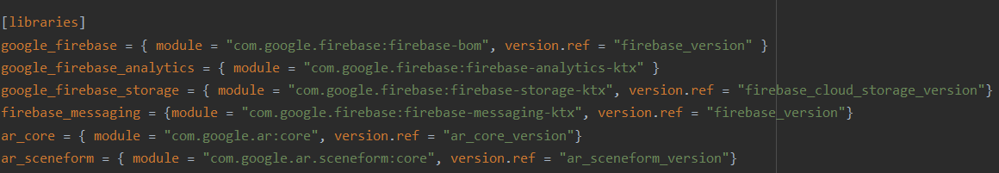 [libraries]
google_firebase = { module = "com.google.firebase:firebase-bom", version.ref = "firebase_version" }
google_firebase_analytics = { module = "com.google.firebase:firebase-analytics-ktx" }
google_firebase_storage = { module = "com.google.firebase:firebase-storage-ktx", version.ref = "firebase_cloud_storage_version"}
firebase_messaging = {module = "com.google.firebase:firebase-messaging-ktx", version.ref = "firebase_version"}
ar_core = { module = "com.google.ar:core", version.ref = "ar_core_version"}
ar_sceneform = { module = "com.google.ar.sceneform:core", version.ref = "ar_sceneform_version"}